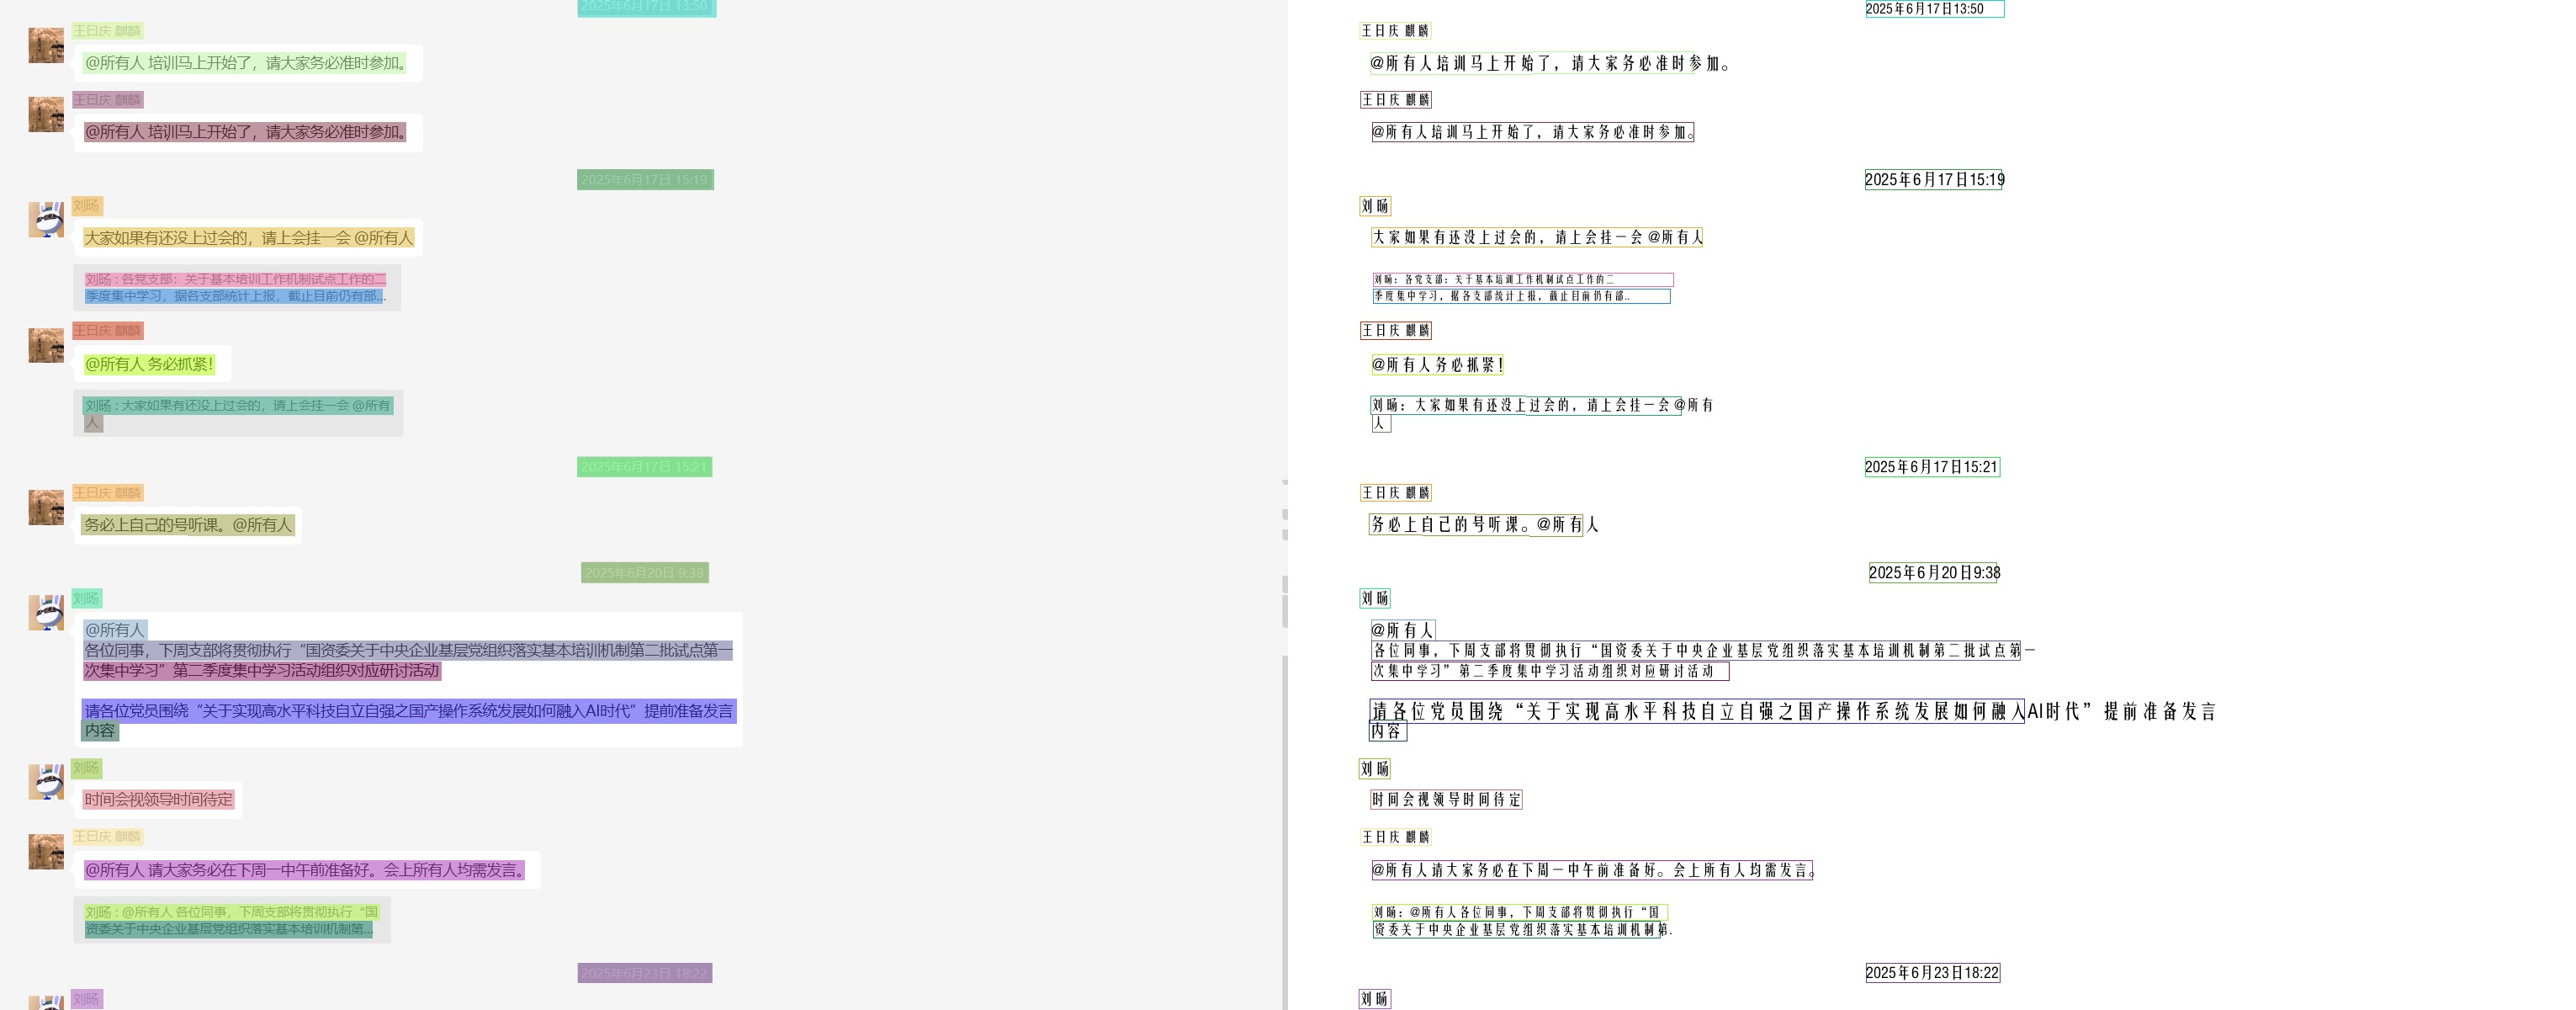 2025年6月17日 13:50
王日庆 麒麟
@所有人 培训马上开始了，请大家务必准时参加。
王日庆 麒麟
@所有人 培训马上开始了，请大家务必准时参加。
2025年6月17日 15:19
刘旸
大家如果有还没上过会的，请上会挂一会 @所有人
刘旸 : 各党支部：关于基本培训工作机制试点工作的二
季度集中学习，据各支部统计上报，截止目前仍有部...
王日庆 麒麟
@所有人 务必抓紧！
刘旸 : 大家如果有还没上过会的，请上会挂一会 @所有
人
2025年6月17日 15:21
王日庆 麒麟
务必上自己的号听课。@所有人
2025年6月20日 9:38
刘旸
@所有人
各位同事，下周支部将贯彻执行“国资委关于中央企业基层党组织落实基本培训机制第二批试点第一
次集中学习”第二季度集中学习活动组织对应研讨活动
请各位党员围绕“关于实现高水平科技自立自强之国产操作系统发展如何融入AI时代”提前准备发言
内容
刘旸
时间会视领导时间待定
王日庆 麒麟
@所有人 请大家务必在下周一中午前准备好。会上所有人均需发言。
刘旸 : @所有人 各位同事，下周支部将贯彻执行“国
资委关于中央企业基层党组织落实基本培训机制第...
2025年6月23日 18:22
刘旸
2025年6月17日13:50
王日庆 麒麟
@所有人培训马上开始了，请大家务必准时参加。
王日庆 麒麟
@所有人培训马上开始了，请大家务必准时参加。
2025年6月17日15:19
刘旸
大家如果有还没上过会的，请上会挂一会 @所有人
刘旸：各党支部：关于基本培训工作机制试点工作的二
季度集中学习，据各支部统计上报，截止目前仍有部..
王日庆 麒麟
@所有人务必抓紧！
刘旸：大家如果有还没上过会的，请上会挂一会 @所有
人
2025年6月17日15:21
王日庆 麒麟
务必上自己的号听课。@所有人
2025年6月20日9:38
刘旸
@所有人
各位同事，下周支部将贯彻执行“国资委关于中央企业基层党组织落实基本培训机制第二批试点第一
次集中学习”第二季度集中学习活动组织对应研讨活动
请各位党员围绕“关于实现高水平科技自立自强之国产操作系统发展如何融入AI时代”提前准备发言
内容
刘旸
时间会视领导时间待定
王日庆 麒麟
@所有人请大家务必在下周一中午前准备好。会上所有人均需发言。
刘旸：@所有人各位同事，下周支部将贯彻执行“国
资委关于中央企业基层党组织落实基本培训机制第.
2025年6月23日18:22
刘旸